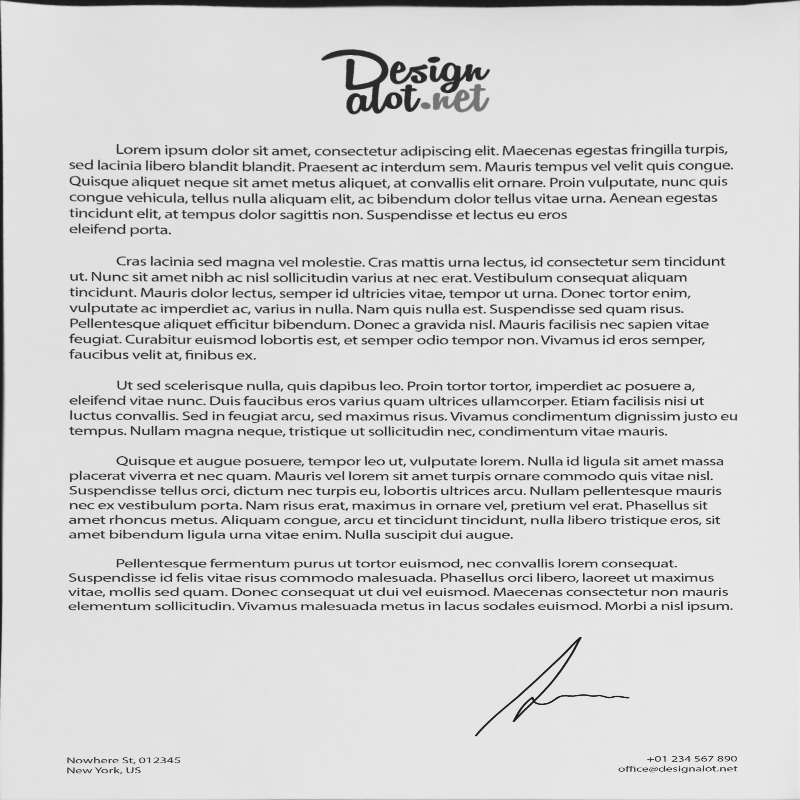 Design
alot.net
Lorem ipsum dolor sit amet, consectetur adipiscing elit. Maecenas egestas fringilla turpis,
sed lacinia libero blandit blandit. Praesent ac interdum sem. Mauris tempus vel velit quis congue.
Quisque aliquet neque sit amet metus aliquet, at convallis elit ornare. Proin vulputate, nunc quis
congue vehicula, tellus nulla aliquam elit, ac bibendum dolor tellus vitae urna. Aenean egestas
tincidunt elit, at tempus dolor sagittis non. Suspendisse et lectus eu eros
eleifend porta.
Cras lacinia sed magna vel molestie. Cras mattis urna lectus, id consectetur sem tincidunt
ut. Nunc sit amet nibh ac nisl sollicitudin varius at nec erat. Vestibulum consequat aliquam
tincidunt. Mauris dolor lectus, semper id ultricies vitae, tempor ut urna. Donec tortor enim,
vulputate ac imperdiet ac, varius in nulla. Nam quis nulla est. Suspendisse sed quam risus.
Pellentesque aliquet efficitur bibendum. Donec a gravida nisl. Mauris facilisis nec sapien vitae
feugiat. Curabitur euismod lobortis est, et semper odio tempor non. Vivamus id eros semper,
faucibus velit at, finibus ex.
Ut sed scelerisque nulla, quis dapibus leo. Proin tortor tortor, imperdiet ac posuere a,
eleifend vitae nunc. Duis faucibus eros varius quam ultrices ullamcorper. Etiam facilisis nisi ut
luctus convallis. Sed in feugiat arcu, sed maximus risus. Vivamus condimentum dignissim justo eu
tempus. Nullam magna neque, tristique ut sollicitudin nec, condimentum vitae mauris.
Quisque et augue posuere, tempor leo ut, vulputate lorem. Nulla id ligula sit amet massa
placerat viverra et nec quam. Mauris vel lorem sit amet turpis ornare commodo quis vitae nisl.
Suspendisse tellus orci, dictum nec turpis eu, lobortis ultrices arcu. Nullam pellentesque mauris
nec ex vestibulum porta. Nam risus erat, maximus in ornare vel, pretium vel erat. Phasellus sit
amet rhoncus metus. Aliquam congue, arcu et tincidunt tincidunt, nulla libero tristique eros, sit
amet bibendum ligula urna vitae enim. Nulla suscipit dui augue.
Pellentesque fermentum purus ut tortor euismod, nec convallis lorem consequat.
Suspendisse id felis vitae risus commodo malesuada. Phasellus orci libero, laoreet ut maximus
vitae, mollis sed quam. Donec consequat ut dui vel euismod. Maecenas consectetur non mauris
elementum sollicitudin. Vivamus malesuada metus in lacus sodales euismod. Morbi a nisl ipsum.
Nowhere St, 012345
New York, US
+01 234 567 890
office@designalot.net